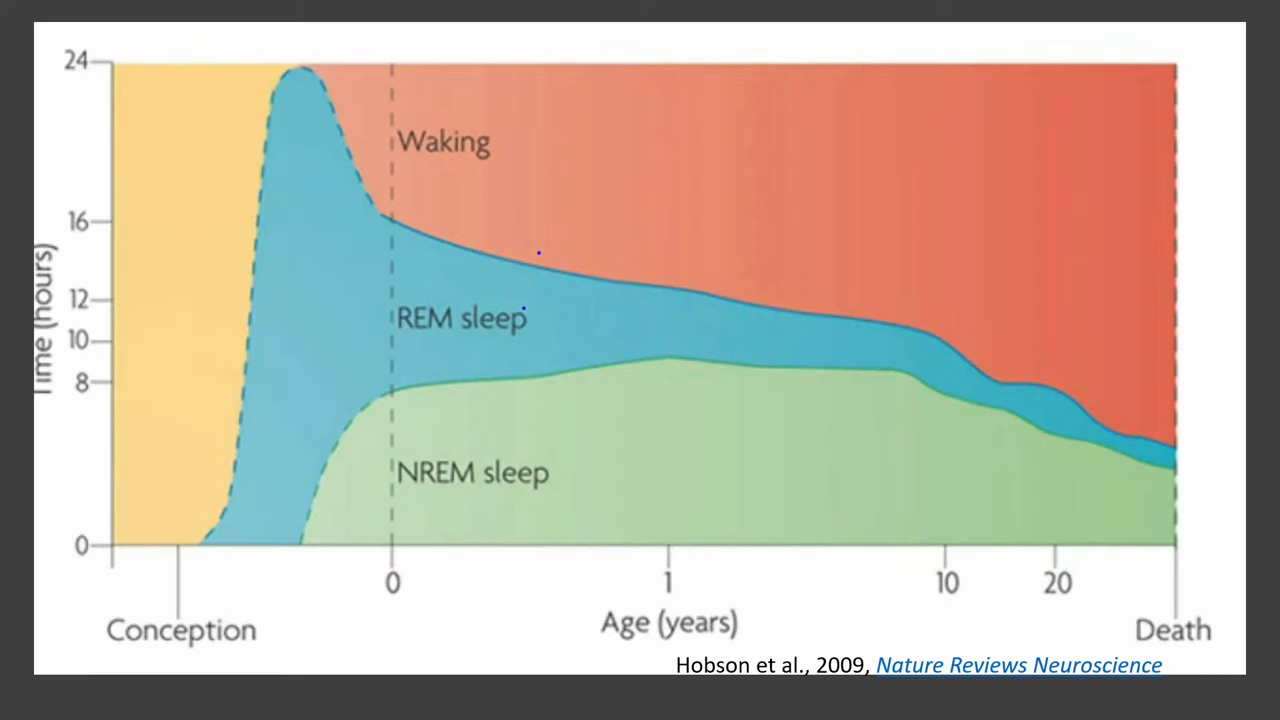 24
Waking
16
12
REM sleep
10
8
Time (hours)
NREM sleep
0
0
1
10
20
Conception
Age (years)
Death
Hobson et al., 2009, Nature Reviews Neuroscience